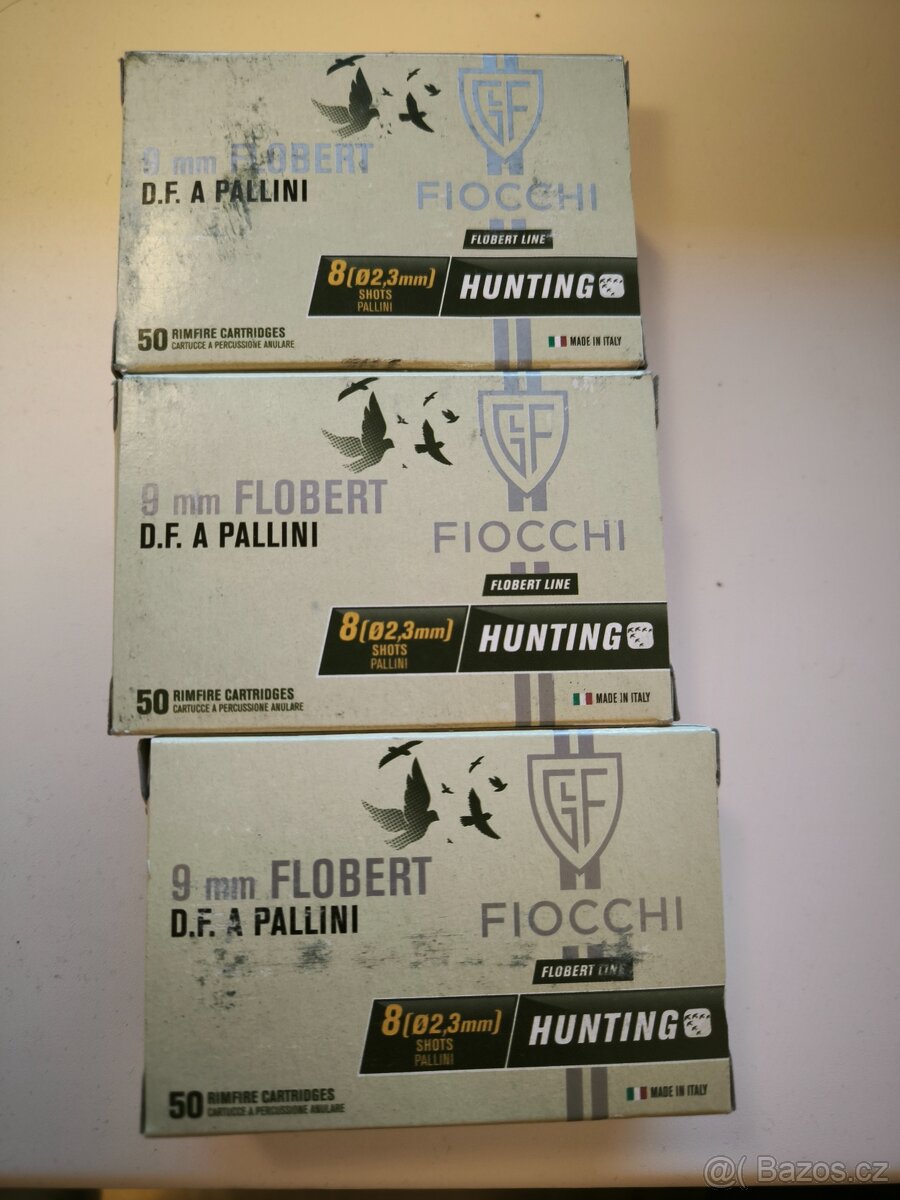 9 mm FLOBERT
D.F. A PALLINI
GLF
FIOCCHI
FLOBERT LINE
8 (Ø2,3mm)
SHOTS
PALLINI
HUNTING
50 RIMFIRE CARTRIDGES
CARTUCCE A PERCUSSIONE ANULARE
MADE IN ITALY
9 mm FLOBERT
D.F. A PALLINI
GLF
FIOCCHI
FLOBERT LINE
8 (Ø2,3mm)
SHOTS
PALLINI
HUNTING
50 RIMFIRE CARTRIDGES
CARTUCCE A PERCUSSIONE ANULARE
MADE IN ITALY
9 mm FLOBERT
D.F. A PALLINI
GLF
FIOCCHI
FLOBERT LINE
8 (Ø2,3mm)
SHOTS
PALLINI
HUNTING
50 RIMFIRE CARTRIDGES
CARTUCCE A PERCUSSIONE ANULARE
MADE IN ITALY
@( Bazos.cz